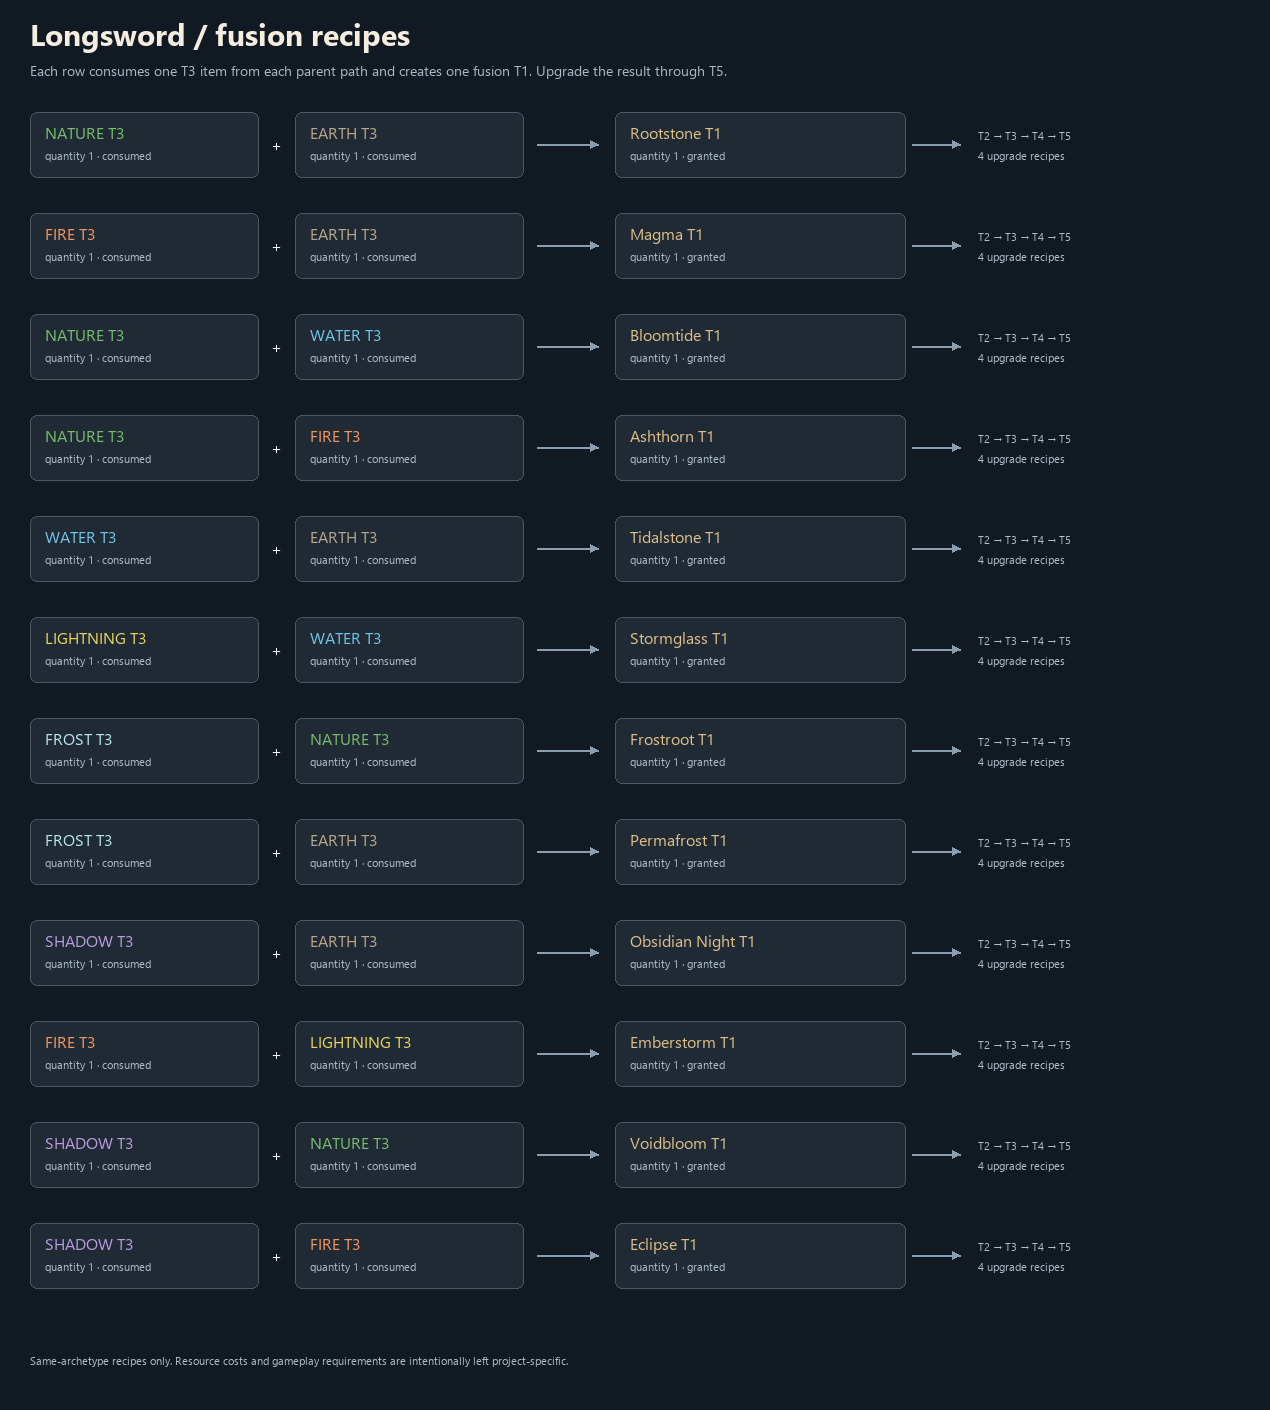 Longsword / fusion recipes
Each row consumes one T3 item from each parent path and creates one fusion T1. Upgrade the result through T5.
NATURE T3
quantity 1 · consumed
+
EARTH T3
quantity 1 · consumed
Rootstone T1
quantity 1 · granted
T2 → T3 → T4 → T5
4 upgrade recipes
FIRE T3
quantity 1 · consumed
+
EARTH T3
quantity 1 · consumed
Magma T1
quantity 1 · granted
T2 → T3 → T4 → T5
4 upgrade recipes
NATURE T3
quantity 1 · consumed
+
WATER T3
quantity 1 · consumed
Bloomtide T1
quantity 1 · granted
T2 → T3 → T4 → T5
4 upgrade recipes
NATURE T3
quantity 1 · consumed
+
FIRE T3
quantity 1 · consumed
Ashthorn T1
quantity 1 · granted
T2 → T3 → T4 → T5
4 upgrade recipes
WATER T3
quantity 1 · consumed
+
EARTH T3
quantity 1 · consumed
Tidalstone T1
quantity 1 · granted
T2 → T3 → T4 → T5
4 upgrade recipes
LIGHTNING T3
quantity 1 · consumed
+
WATER T3
quantity 1 · consumed
Stormglass T1
quantity 1 · granted
T2 → T3 → T4 → T5
4 upgrade recipes
FROST T3
quantity 1 · consumed
+
NATURE T3
quantity 1 · consumed
Frostroot T1
quantity 1 · granted
T2 → T3 → T4 → T5
4 upgrade recipes
FROST T3
quantity 1 · consumed
+
EARTH T3
quantity 1 · consumed
Permafrost T1
quantity 1 · granted
T2 → T3 → T4 → T5
4 upgrade recipes
SHADOW T3
quantity 1 · consumed
+
EARTH T3
quantity 1 · consumed
Obsidian Night T1
quantity 1 · granted
T2 → T3 → T4 → T5
4 upgrade recipes
FIRE T3
quantity 1 · consumed
+
LIGHTNING T3
quantity 1 · consumed
Emberstorm T1
quantity 1 · granted
T2 → T3 → T4 → T5
4 upgrade recipes
SHADOW T3
quantity 1 · consumed
+
NATURE T3
quantity 1 · consumed
Voidbloom T1
quantity 1 · granted
T2 → T3 → T4 → T5
4 upgrade recipes
SHADOW T3
quantity 1 · consumed
+
FIRE T3
quantity 1 · consumed
Eclipse T1
quantity 1 · granted
T2 → T3 → T4 → T5
4 upgrade recipes
Same-archetype recipes only. Resource costs and gameplay requirements are intentionally left project-specific.